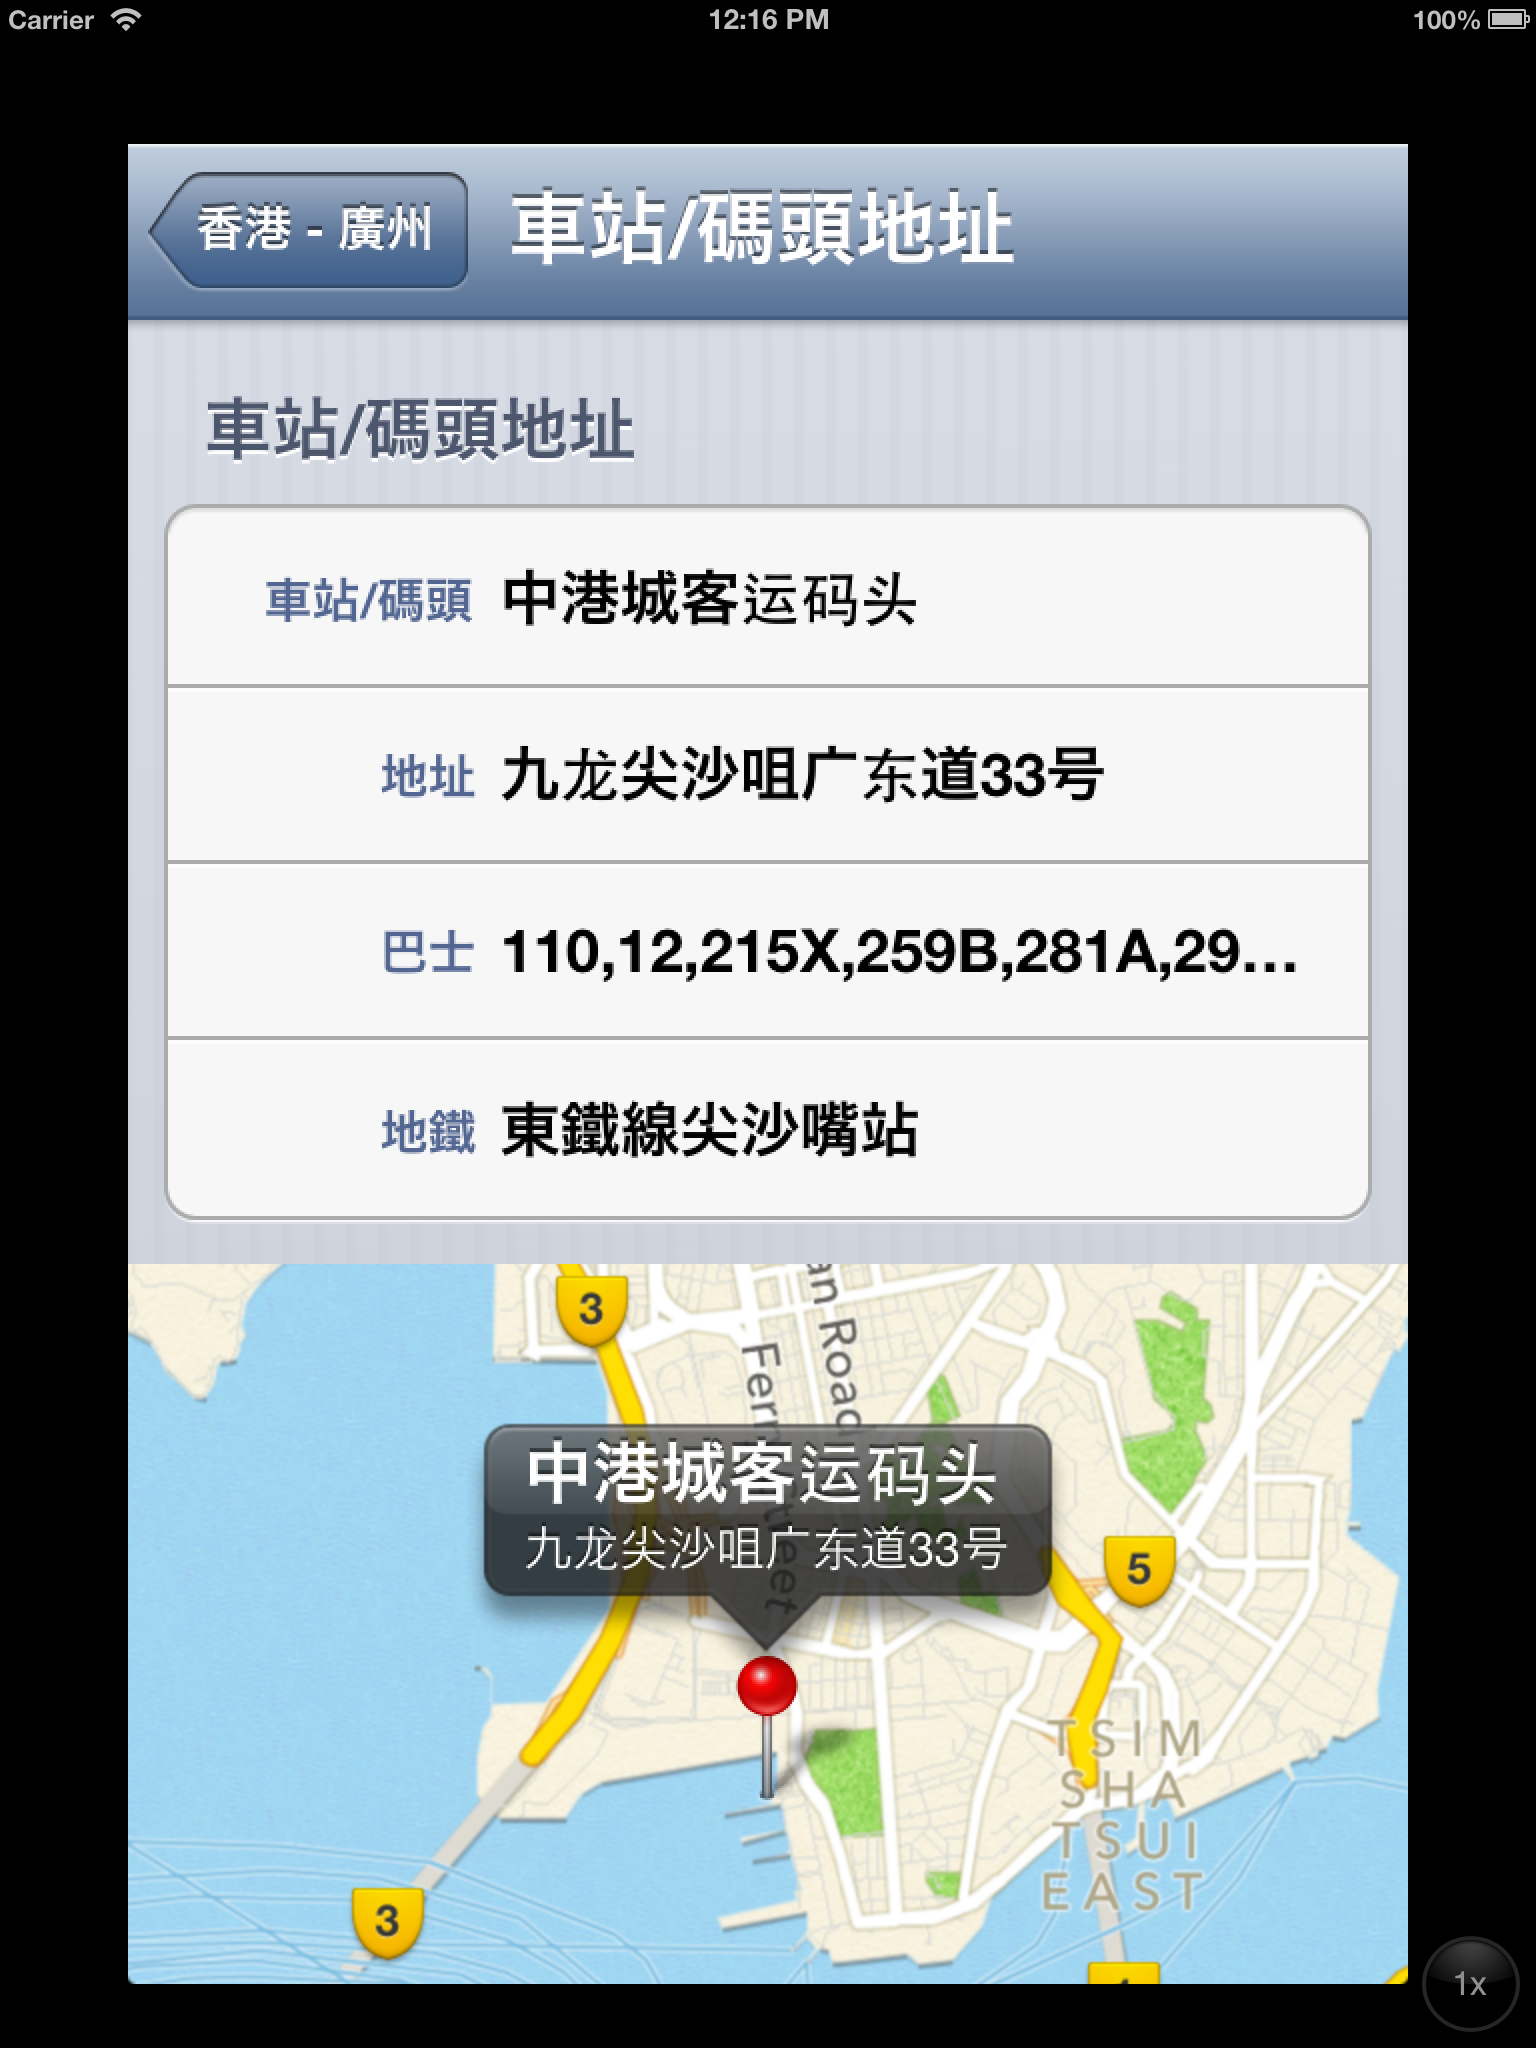 Carrier 12:16 PM 100%
香港 - 廣州 車站/碼頭地址
車站/碼頭地址
車站/碼頭 中港城客运码头
地址 九龙尖沙咀广东道33号
巴士 110,12,215X,259B,281A,29...
地鐵 東鐵線尖沙嘴站
3
an Road
Fer
treet
中港城客运码头
九龙尖沙咀广东道33号
5
TSIM
SHA
TSUI
EAST
3
1x